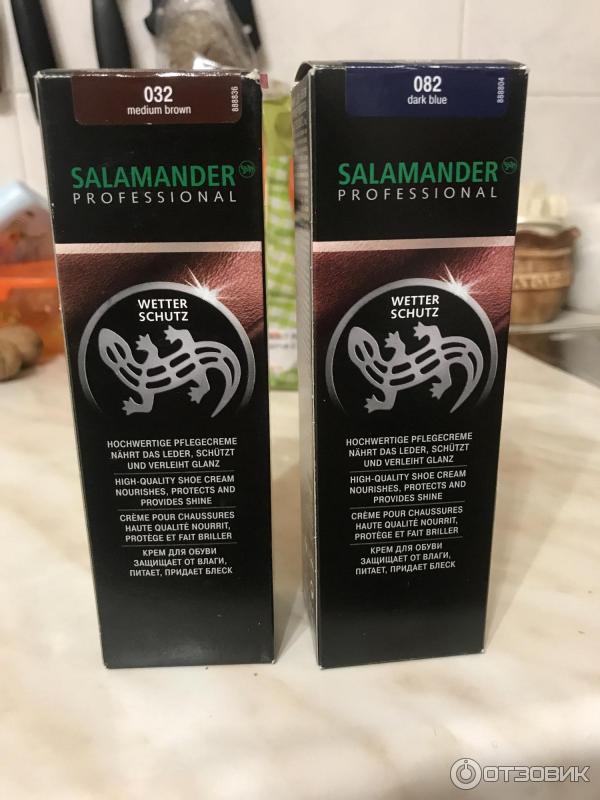 032
medium brown
888836
SALAMANDER
PROFESSIONAL
WETTER
SCHUTZ
HOCHWERTIGE PFLEGECREME
NÄHRT DAS LEDER, SCHÜTZT
UND VERLEIHT GLANZ
HIGH-QUALITY SHOE CREAM
NOURISHES, PROTECTS AND
PROVIDES SHINE
CRÈME POUR CHAUSSURES
HAUTE QUALITÉ NOURRIT,
PROTÈGE ET FAIT BRILLER
КРЕМ ДЛЯ ОБУВИ
ЗАЩИЩАЕТ ОТ ВЛАГИ,
ПИТАЕТ, ПРИДАЕТ БЛЕСК
082
dark blue
888804
SALAMANDER
PROFESSIONAL
WETTER
SCHUTZ
HOCHWERTIGE PFLEGECREME
NÄHRT DAS LEDER, SCHÜTZT
UND VERLEIHT GLANZ
HIGH-QUALITY SHOE CREAM
NOURISHES, PROTECTS AND
PROVIDES SHINE
CRÈME POUR CHAUSSURES
HAUTE QUALITÉ NOURRIT,
PROTÈGE ET FAIT BRILLER
КРЕМ ДЛЯ ОБУВИ
ЗАЩИЩАЕТ ОТ ВЛАГИ,
ПИТАЕТ, ПРИДАЕТ БЛЕСК
ОТЗОВИК